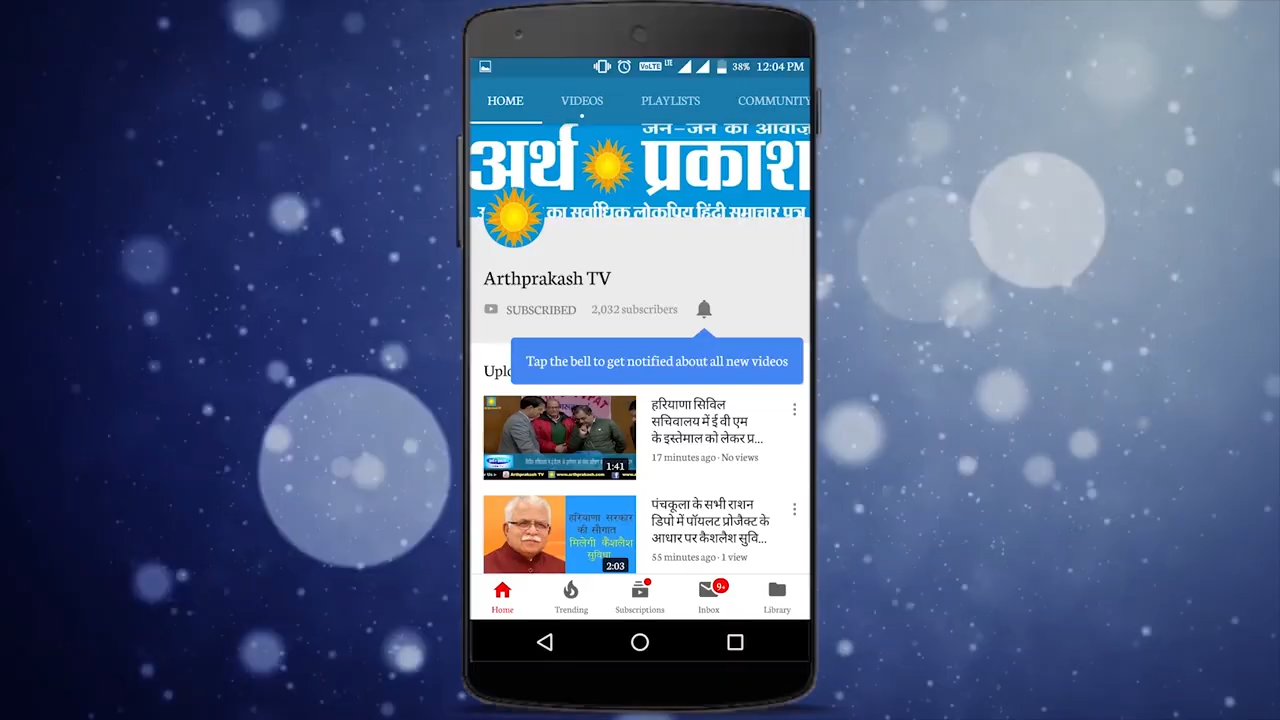 VoLTE LTE 38% 12:04 PM
HOME VIDEOS PLAYLISTS COMMUNITY
जन-जन का आवाज़
अर्थ प्रकाश
का सर्वाधिक लोकप्रिय हिंदी समाचार पत्र
Arthprakash TV
SUBSCRIBED 2,032 subscribers
Tap the bell to get notified about all new videos
Uplo
हरियाणा सिविल
सचिवालय में ई वी एम
के इस्तेमाल को लेकर प्र...
17 minutes ago · No views
1:41
Arthprakash TV
पंचकूला के सभी राशन
डिपो में पॉयलट प्रोजैक्ट के
आधार पर कैशलैश सुवि...
55 minutes ago · 1 view
हरियाणा सरकार
की सौगात
मिलेगी कैशलैश
सुविधा
2:03
Home Trending Subscriptions Inbox Library
9+